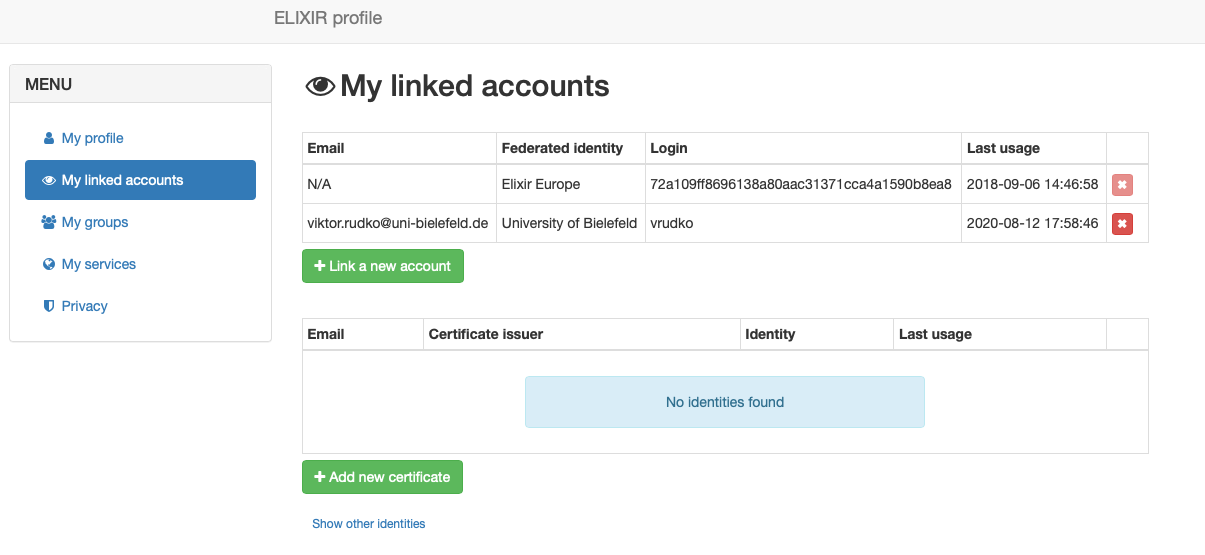 ELIXIR profile
MENU
My profile
My linked accounts
My groups
My services
Privacy
My linked accounts
Email Federated identity Login Last usage
N/A Elixir Europe 72a109ff8696138a80aac31371cca4a1590b8ea8 2018-09-06 14:46:58
viktor.rudko@uni-bielefeld.de University of Bielefeld vrudko 2020-08-12 17:58:46
Link a new account
Email Certificate issuer Identity Last usage
No identities found
Add new certificate
Show other identities